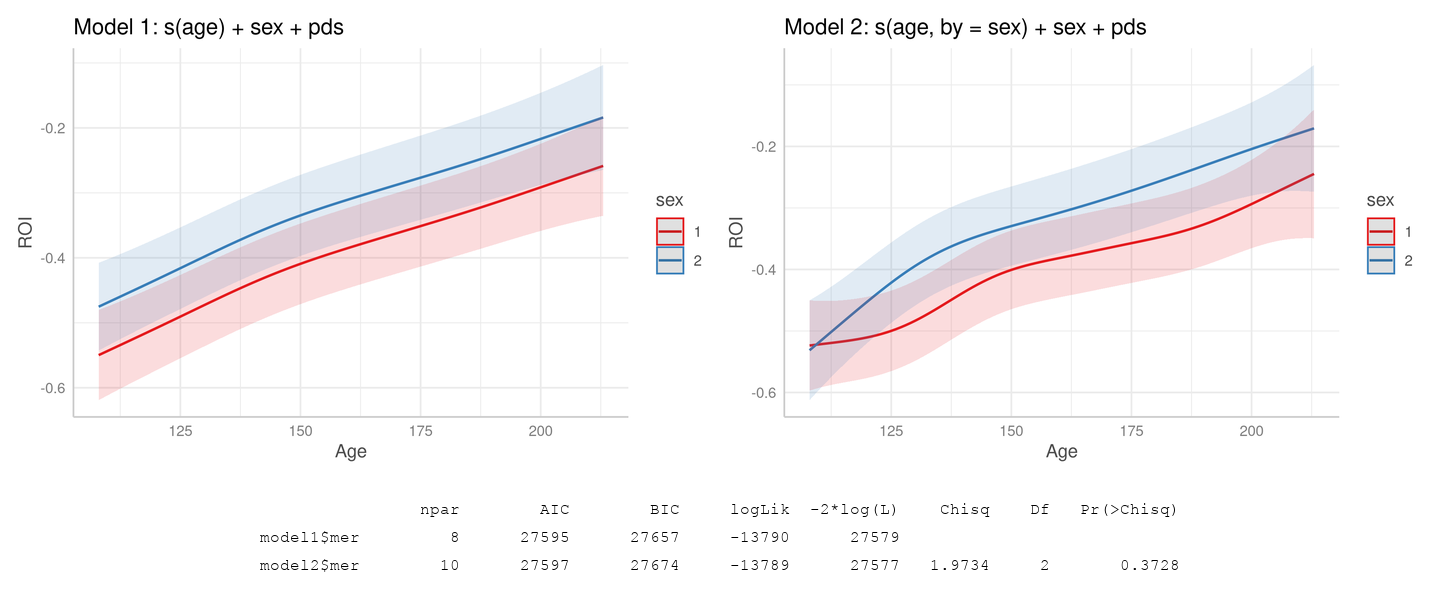 Model 1: s(age) + sex + pds
ROI
-0.2
-0.4
-0.6
125 150 175 200
Age
sex
1
2
Model 2: s(age, by = sex) + sex + pds
ROI
-0.2
-0.4
-0.6
125 150 175 200
Age
sex
1
2
npar AIC BIC logLik -2*log(L) Chisq Df Pr(>Chisq)
model1$mer 8 27595 27657 -13790 27579
model2$mer 10 27597 27674 -13789 27577 1.9734 2 0.3728